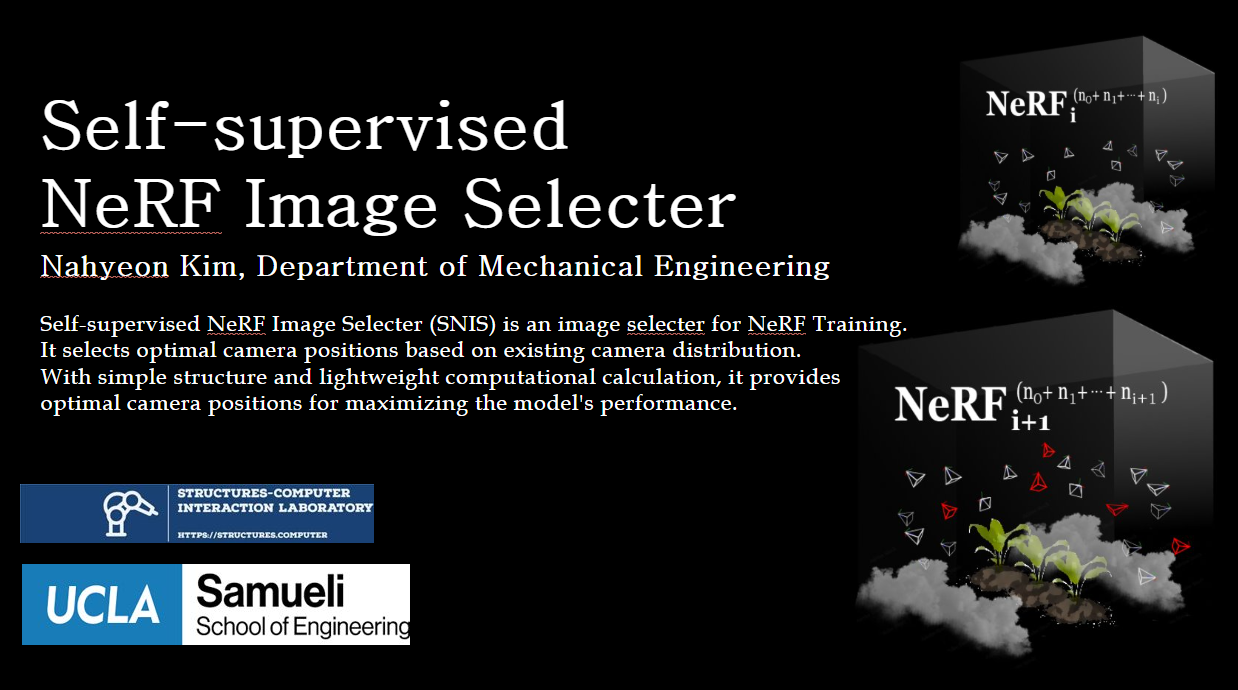 Self-supervised
NeRF Image Selecter
Nahyeon Kim, Department of Mechanical Engineering
Self-supervised NeRF Image Selecter (SNIS) is an image selecter for NeRF Training.
It selects optimal camera positions based on existing camera distribution.
With simple structure and lightweight computational calculation, it provides
optimal camera positions for maximizing the model's performance.
STRUCTURES-COMPUTER
INTERACTION LABORATORY
HTTPS://STRUCTURES.COMPUTER
UCLA Samueli
School of Engineering
NeRF i (n0+ n1+···+ ni)
NeRF i+1 (n0+ n1+···+ ni+1)